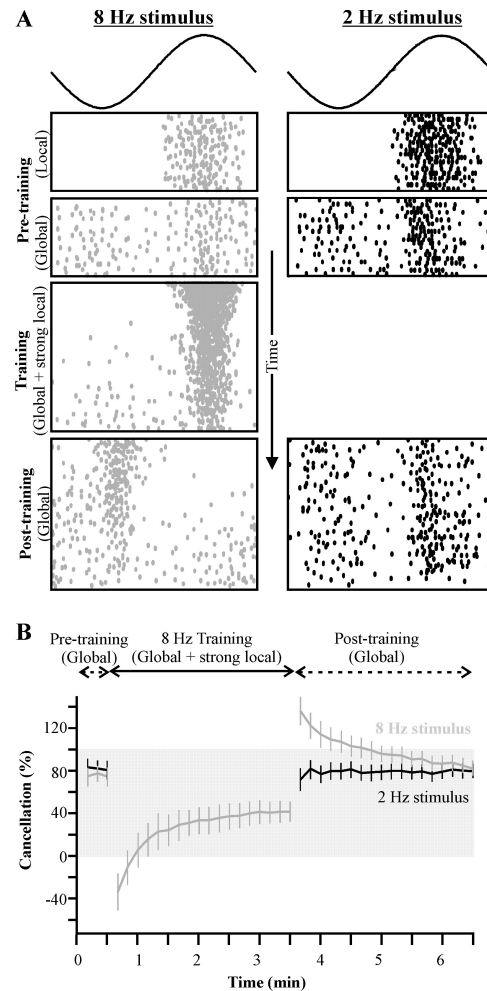 A
8 Hz stimulus
2 Hz stimulus
Pre-training
(Local)
(Global)
Training
(Global + strong local)
Time
Post-training
(Global)
B
Pre-training
(Global)
8 Hz Training
(Global + strong local)
Post-training
(Global)
Cancellation (%)
120
80
40
0
-40
8 Hz stimulus
2 Hz stimulus
0 1 2 3 4 5 6
Time (min)